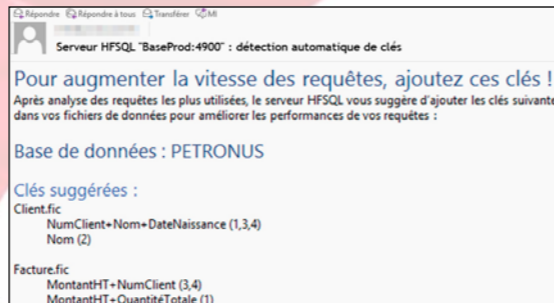 Répondre Répondre à tous Transférer MI
Serveur HFSQL "BaseProd:4900" : détection automatique de clés
Pour augmenter la vitesse des requêtes, ajoutez ces clés !
Après analyse des requêtes les plus utilisées, le serveur HFSQL vous suggère d'ajouter les clés suivante
dans vos fichiers de données pour améliorer les performances de vos requêtes :
Base de données : PETRONUS
Clés suggérées :
Client.fic
NumClient+Nom+DateNaissance (1,3,4)
Nom (2)
Facture.fic
MontantHT+NumClient (3,4)
MontantHT+QuantitéTotale (1)